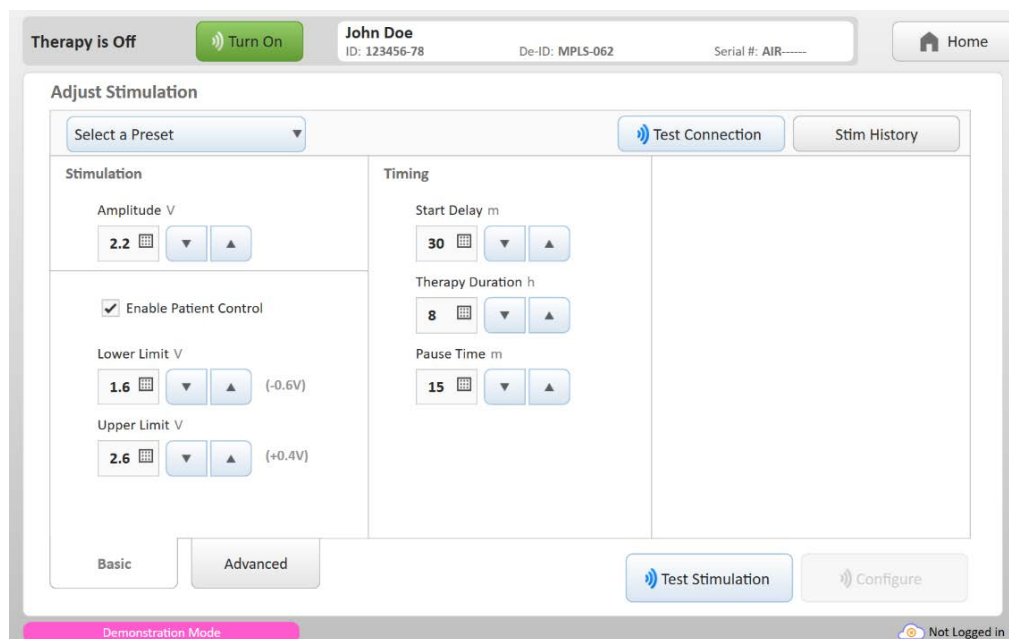 Therapy is Off
Turn On
John Doe
ID: 123456-78 De-ID: MPLS-062 Serial #: AIR------
Home
Adjust Stimulation
Select a Preset
Test Connection
Stim History
Stimulation
Amplitude V
2.2
Enable Patient Control
Lower Limit V
1.6 (-0.6V)
Upper Limit V
2.6 (+0.4V)
Timing
Start Delay m
30
Therapy Duration h
8
Pause Time m
15
Basic
Advanced
Test Stimulation
Configure
Demonstration Mode
Not Logged in